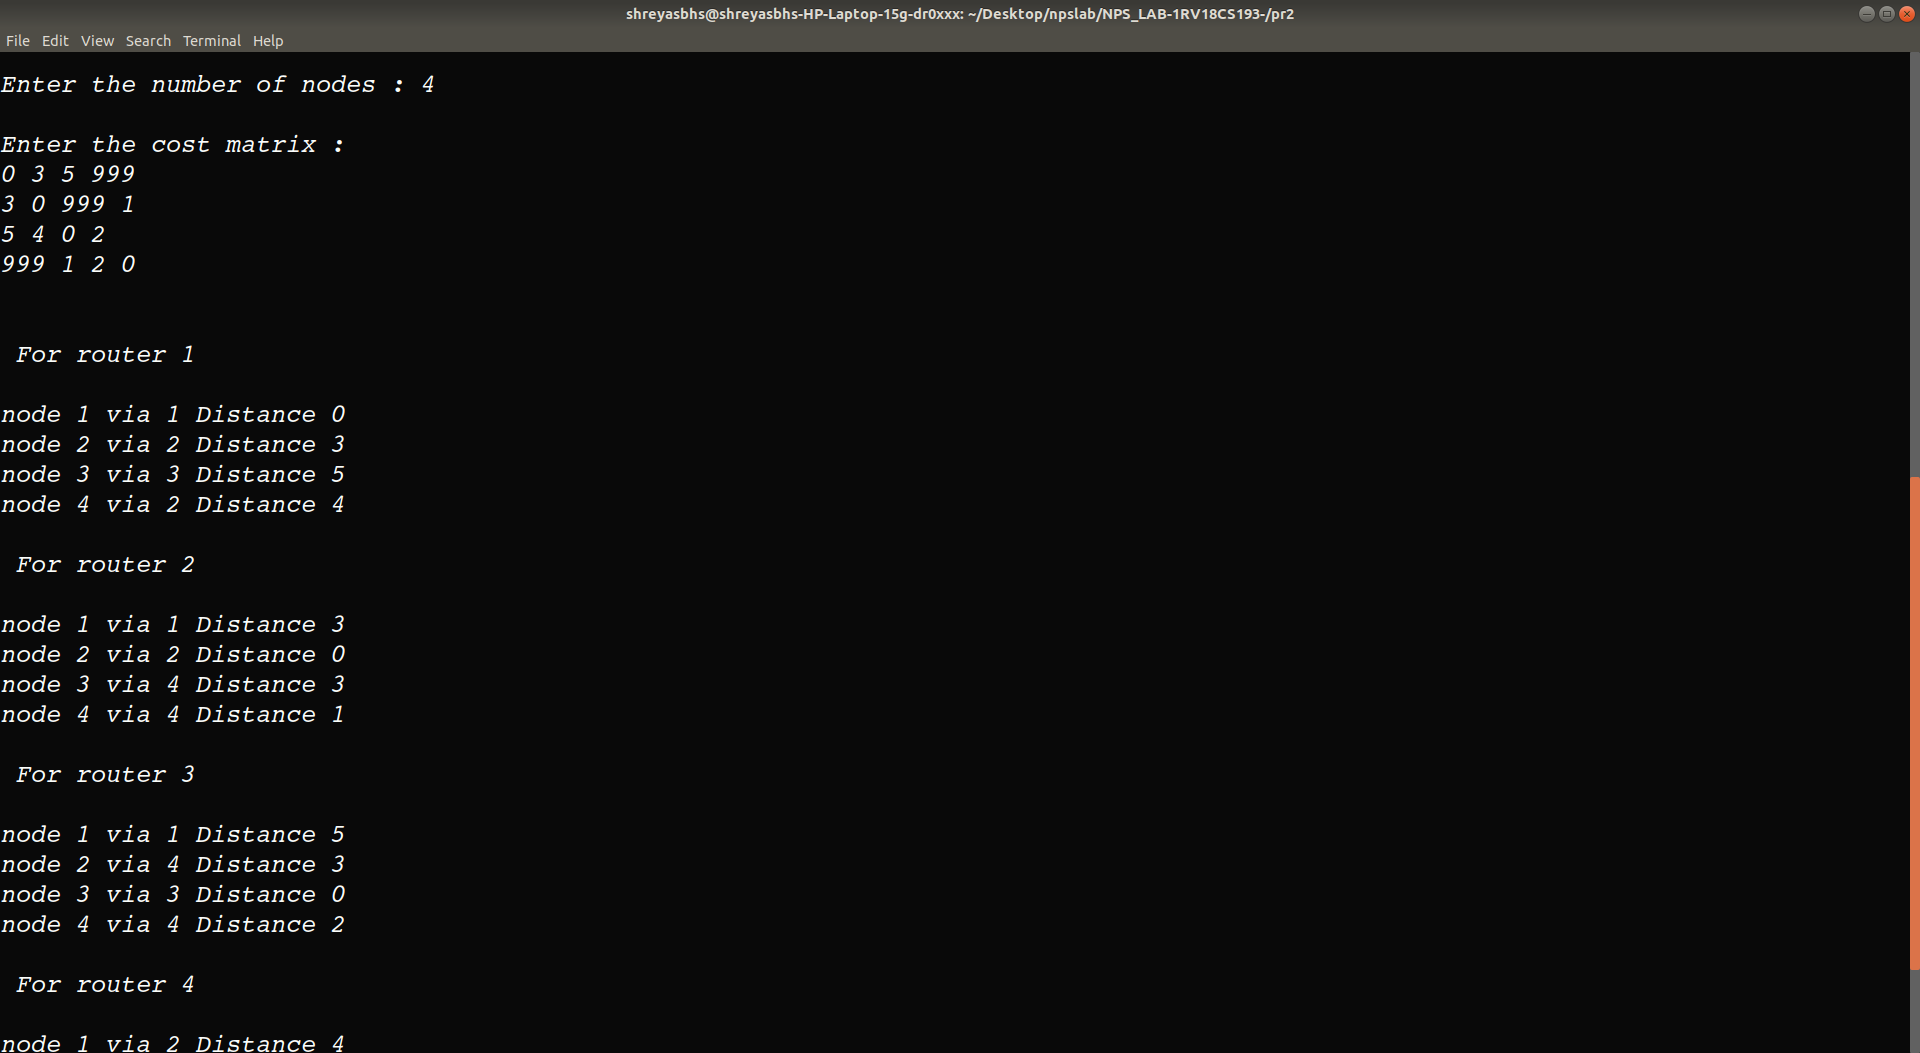 shreyasbhs@shreyasbhs-HP-Laptop-15g-dr0xxx: ~/Desktop/npslab/NPS_LAB-1RV18CS193-/pr2
File Edit View Search Terminal Help
Enter the number of nodes : 4
Enter the cost matrix :
0 3 5 999
3 0 999 1
5 4 0 2
999 1 2 0
For router 1
node 1 via 1 Distance 0
node 2 via 2 Distance 3
node 3 via 3 Distance 5
node 4 via 2 Distance 4
For router 2
node 1 via 1 Distance 3
node 2 via 2 Distance 0
node 3 via 4 Distance 3
node 4 via 4 Distance 1
For router 3
node 1 via 1 Distance 5
node 2 via 4 Distance 3
node 3 via 3 Distance 0
node 4 via 4 Distance 2
For router 4
node 1 via 2 Distance 4